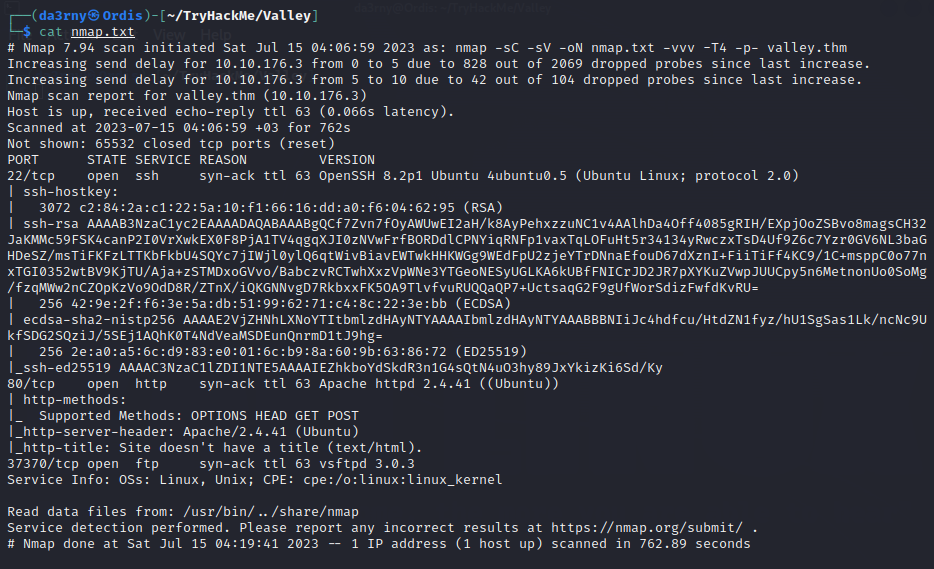 ┌──(da3rny㉿Ordis)-[~/TryHackMe/Valley]
└─$ cat nmap.txt
# Nmap 7.94 scan initiated Sat Jul 15 04:06:59 2023 as: nmap -sC -sV -oN nmap.txt -vvv -T4 -p- valley.thm
Increasing send delay for 10.10.176.3 from 0 to 5 due to 828 out of 2069 dropped probes since last increase.
Increasing send delay for 10.10.176.3 from 5 to 10 due to 42 out of 104 dropped probes since last increase.
Nmap scan report for valley.thm (10.10.176.3)
Host is up, received echo-reply ttl 63 (0.066s latency).
Scanned at 2023-07-15 04:06:59 +03 for 762s
Not shown: 65532 closed tcp ports (reset)
PORT      STATE SERVICE REASON         VERSION
22/tcp    open  ssh     syn-ack ttl 63 OpenSSH 8.2p1 Ubuntu 4ubuntu0.5 (Ubuntu Linux; protocol 2.0)
| ssh-hostkey:
|   3072 c2:84:2a:c1:22:5a:10:f1:66:16:dd:a0:f6:04:62:95 (RSA)
| ssh-rsa AAAAB3NzaC1yc2EAAAADAQABAAABgQCf7Zvn7fOyAWUwEI2aH/k8AyPehxzzuNC1v4AAlhDa4Off4085gRIH/EXpjOoZSBvo8magsCH32
JaKMMc59FSK4canP2I0VrXwkEX0F8PjA1TV4qgqXJI0zNVwFrfBORDdlCPNYiqRNFp1vaxTqLOFuHt5r34134yRwczxTsD4Uf9Z6c7Yzr0GV6NL3baG
HDeSZ/msTiFKFzLTTKbFkbU4SQYc7jIWjl0ylQ6qtWivBiavEWTwkHHKWGg9WEdFpU2zjeYTrDNnaEfouD67dXznI+FiiTiFf4KC9/1C+msppC0o77n
xTGI0352wtBV9KjTU/Aja+zSTMDxoGVvo/BabczvRCTwhXxzVpWNe3YTGeoNESyUGLKA6kUBfFNICrJD2JR7pXYKuZVwpJUUCpy5n6MetnonUo0SoMg
/fzqMWw2nCZOpKzVo9OdD8R/ZTnX/iQKGNNvgD7RkbxxFK5OA9TlvfvuRUQQaQP7+UctsaqG2F9gUfWorSdizFwfdKvRU=
|   256 42:9e:2f:f6:3e:5a:db:51:99:62:71:c4:8c:22:3e:bb (ECDSA)
| ecdsa-sha2-nistp256 AAAAE2VjZHNhLXNoYTItbmlzdHAyNTYAAAAIbmlzdHAyNTYAAABBBNIiJc4hdfcu/HtdZN1fyz/hU1SgSas1Lk/ncNc9U
kfSDG2SQziJ/5SEj1AQhK0T4NdVeaMSDEunQnrmD1tJ9hg=
|   256 2e:a0:a5:6c:d9:83:e0:01:6c:b9:8a:60:9b:63:86:72 (ED25519)
|_ssh-ed25519 AAAAC3NzaC1lZDI1NTE5AAAAIEZhkboYdSkdR3n1G4sQtN4uO3hy89JxYkizKi6Sd/Ky
80/tcp    open  http    syn-ack ttl 63 Apache httpd 2.4.41 ((Ubuntu))
| http-methods:
|_  Supported Methods: OPTIONS HEAD GET POST
|_http-server-header: Apache/2.4.41 (Ubuntu)
|_http-title: Site doesn't have a title (text/html).
37370/tcp open  ftp     syn-ack ttl 63 vsftpd 3.0.3
Service Info: OSs: Linux, Unix; CPE: cpe:/o:linux:linux_kernel

Read data files from: /usr/bin/../share/nmap
Service detection performed. Please report any incorrect results at https://nmap.org/submit/ .
# Nmap done at Sat Jul 15 04:19:41 2023 -- 1 IP address (1 host up) scanned in 762.89 seconds